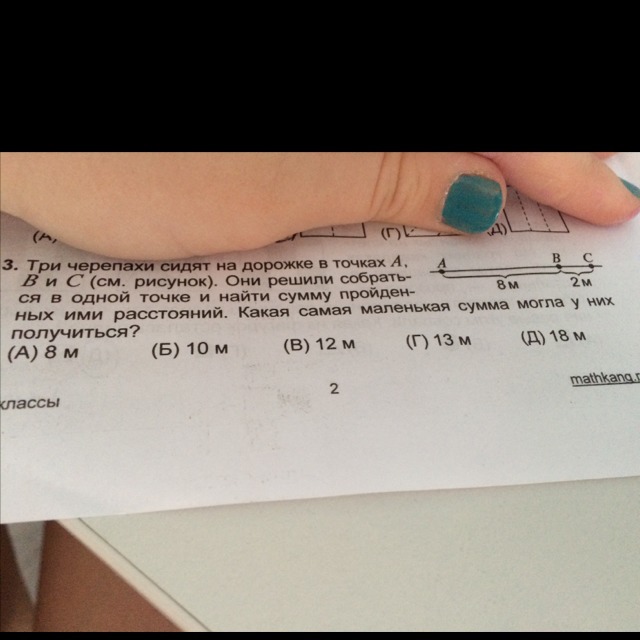 (А) (Г) (Д)
3. Три черепахи сидят на дорожке в точках А,
В и С (см. рисунок). Они решили собрать-
ся в одной точке и найти сумму пройден-
ных ими расстояний. Какая самая маленькая сумма могла у них
получиться?
A B C
8 м 2 м
(А) 8 м (Б) 10 м (В) 12 м (Г) 13 м (Д) 18 м
2
классы
mathkang.r